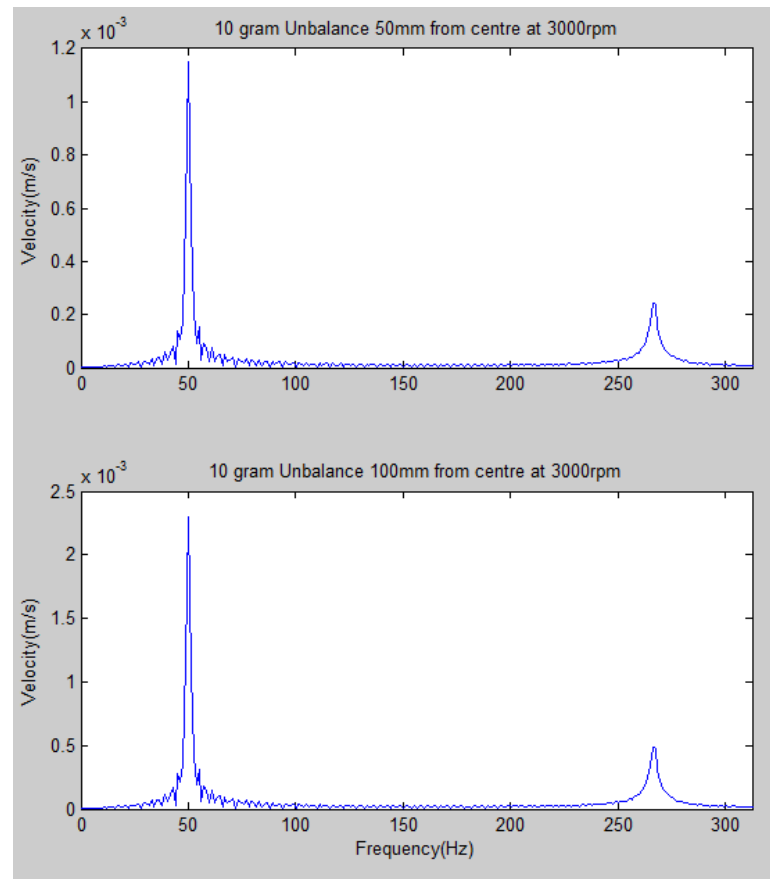 10 gram Unbalance 50mm from centre at 3000rpm
x 10^-3
1.2
1
0.8
0.6
0.4
0.2
0
Velocity(m/s)
0 50 100 150 200 250 300
10 gram Unbalance 100mm from centre at 3000rpm
x 10^-3
2.5
2
1.5
1
0.5
0
Velocity(m/s)
0 50 100 150 200 250 300
Frequency(Hz)